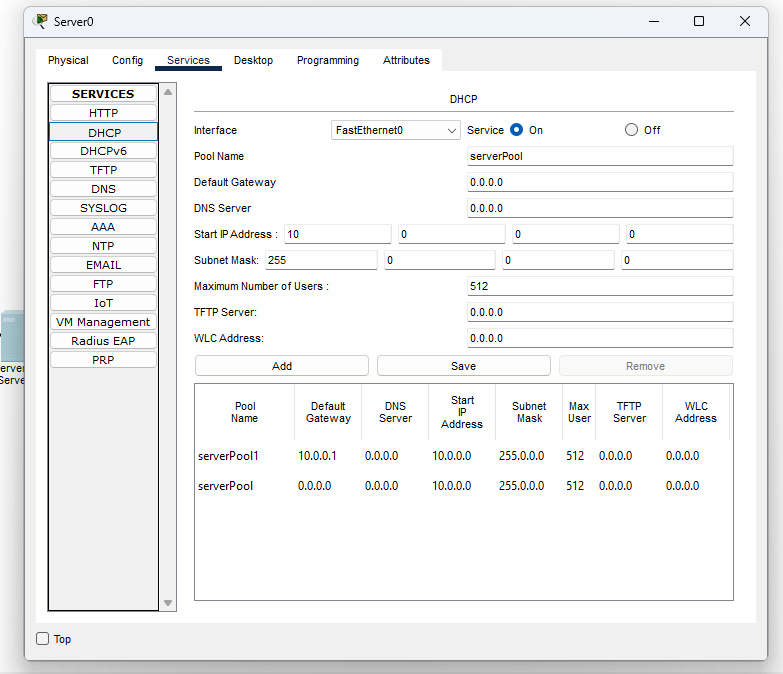 Server0
Physical Config Services Desktop Programming Attributes
SERVICES
HTTP
DHCP
DHCPv6
TFTP
DNS
SYSLOG
AAA
NTP
EMAIL
FTP
IoT
VM Management
Radius EAP
PRP
DHCP
Interface FastEthernet0 Service On Off
Pool Name serverPool
Default Gateway 0.0.0.0
DNS Server 0.0.0.0
Start IP Address : 10 0 0 0
Subnet Mask: 255 0 0 0
Maximum Number of Users : 512
TFTP Server: 0.0.0.0
WLC Address: 0.0.0.0
Add Save Remove
Pool Name Default Gateway DNS Server Start IP Address Subnet Mask Max User TFTP Server WLC Address
serverPool1 10.0.0.1 0.0.0.0 10.0.0.0 255.0.0.0 512 0.0.0.0 0.0.0.0
serverPool 0.0.0.0 0.0.0.0 10.0.0.0 255.0.0.0 512 0.0.0.0 0.0.0.0
Top